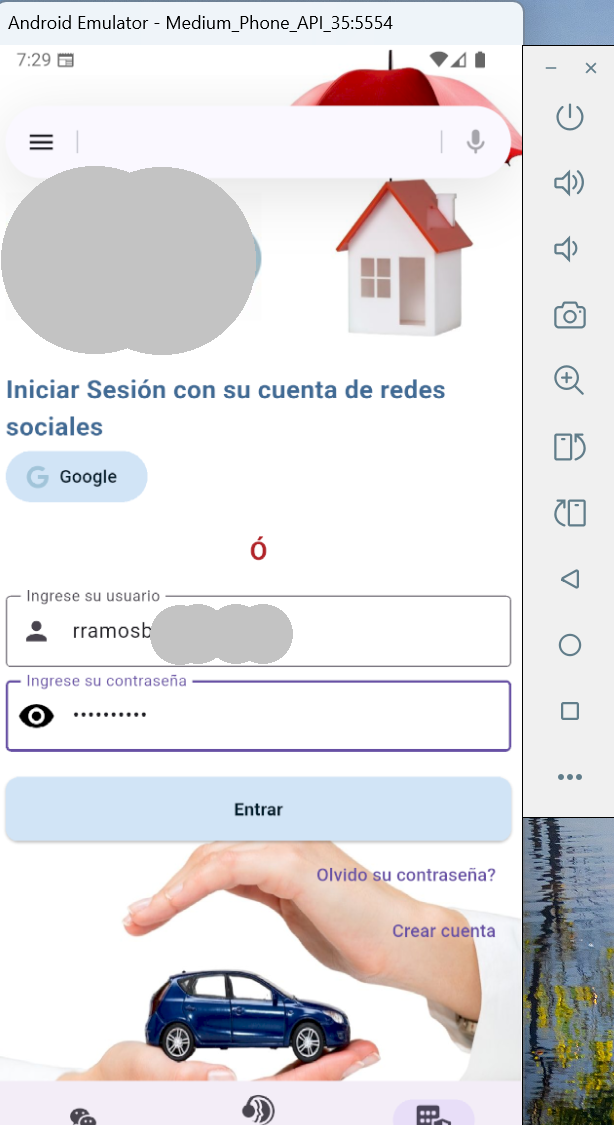 Android Emulator - Medium_Phone_API_35:5554
7:29
Iniciar Sesión con su cuenta de redes
sociales
G Google
Ó
Ingrese su usuario
rramosb
Ingrese su contraseña
••••••••••
Entrar
Olvido su contraseña?
Crear cuenta